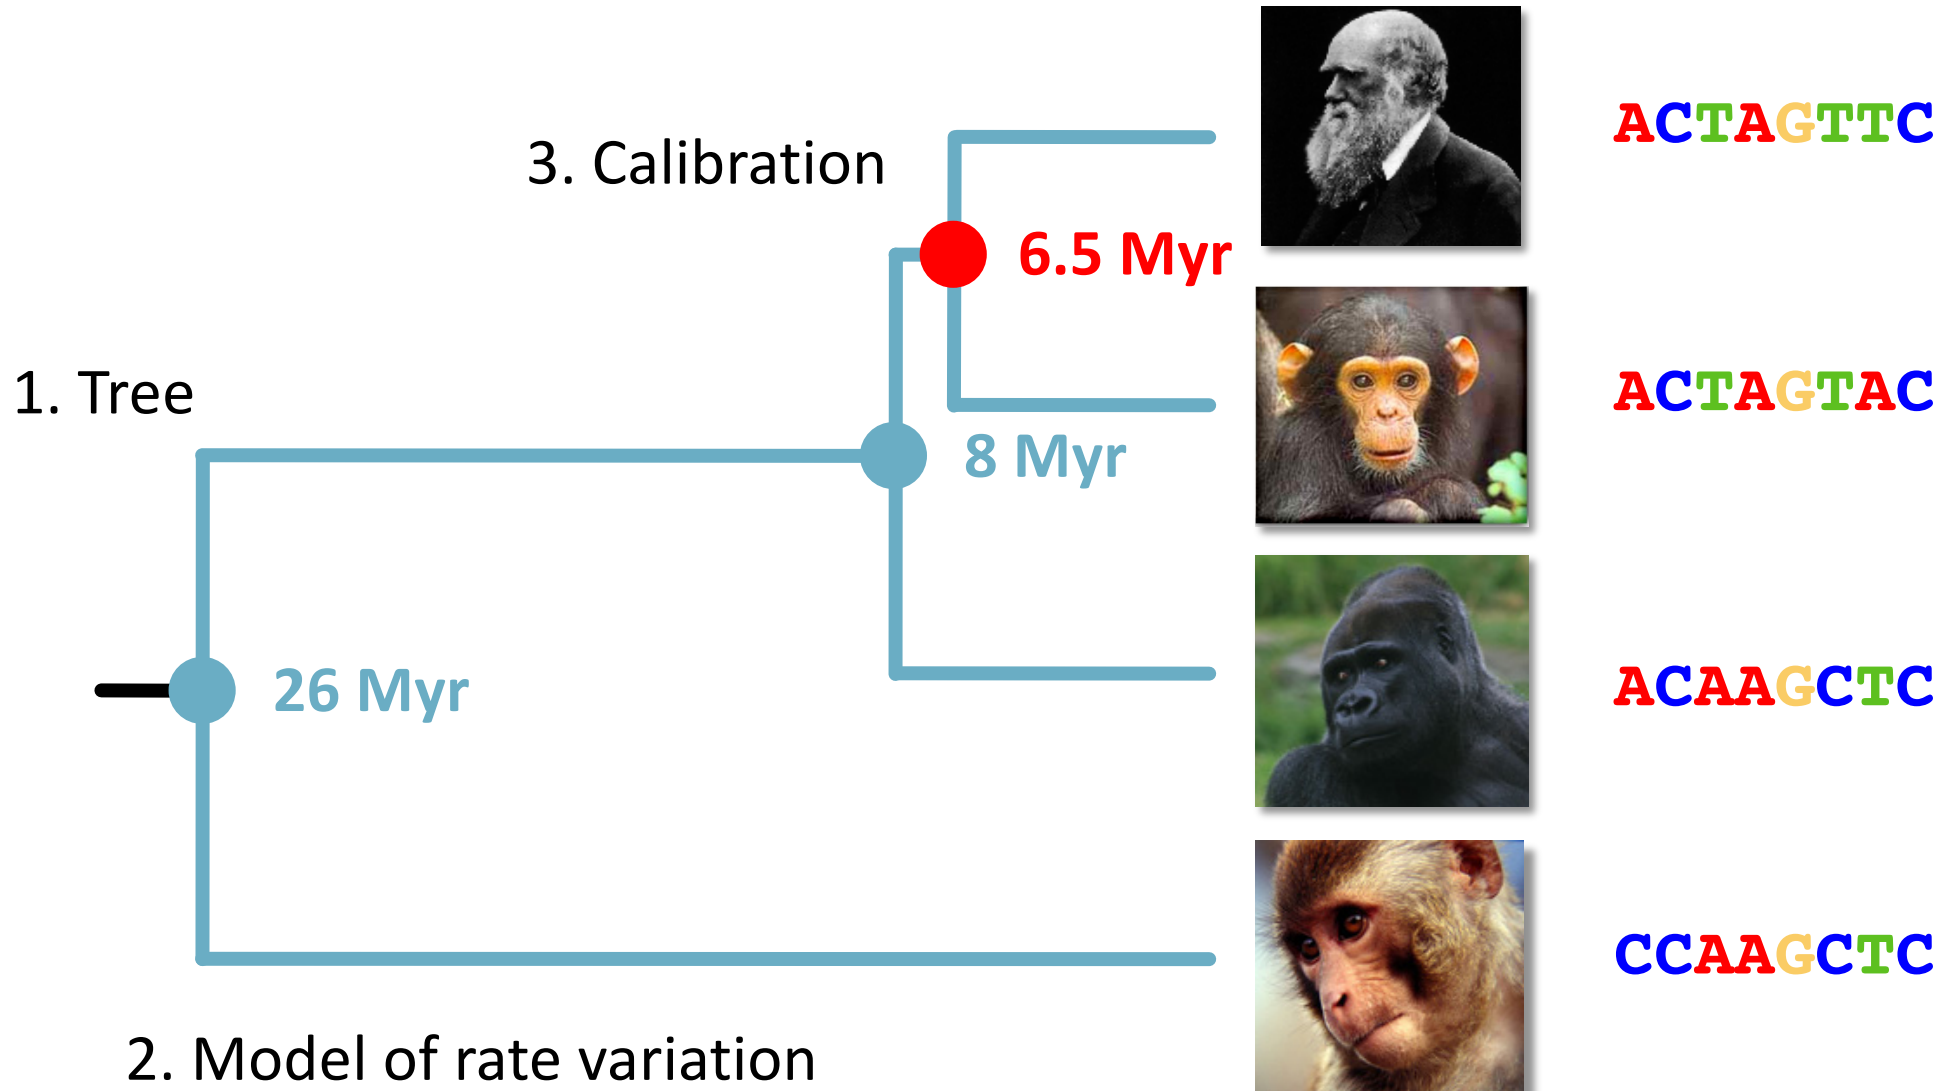 ACTAGTTC
3. Calibration
6.5 Myr
1. Tree
ACTAGTAC
8 Myr
26 Myr
ACAAGCTC
CCAAGCTC
2. Model of rate variation